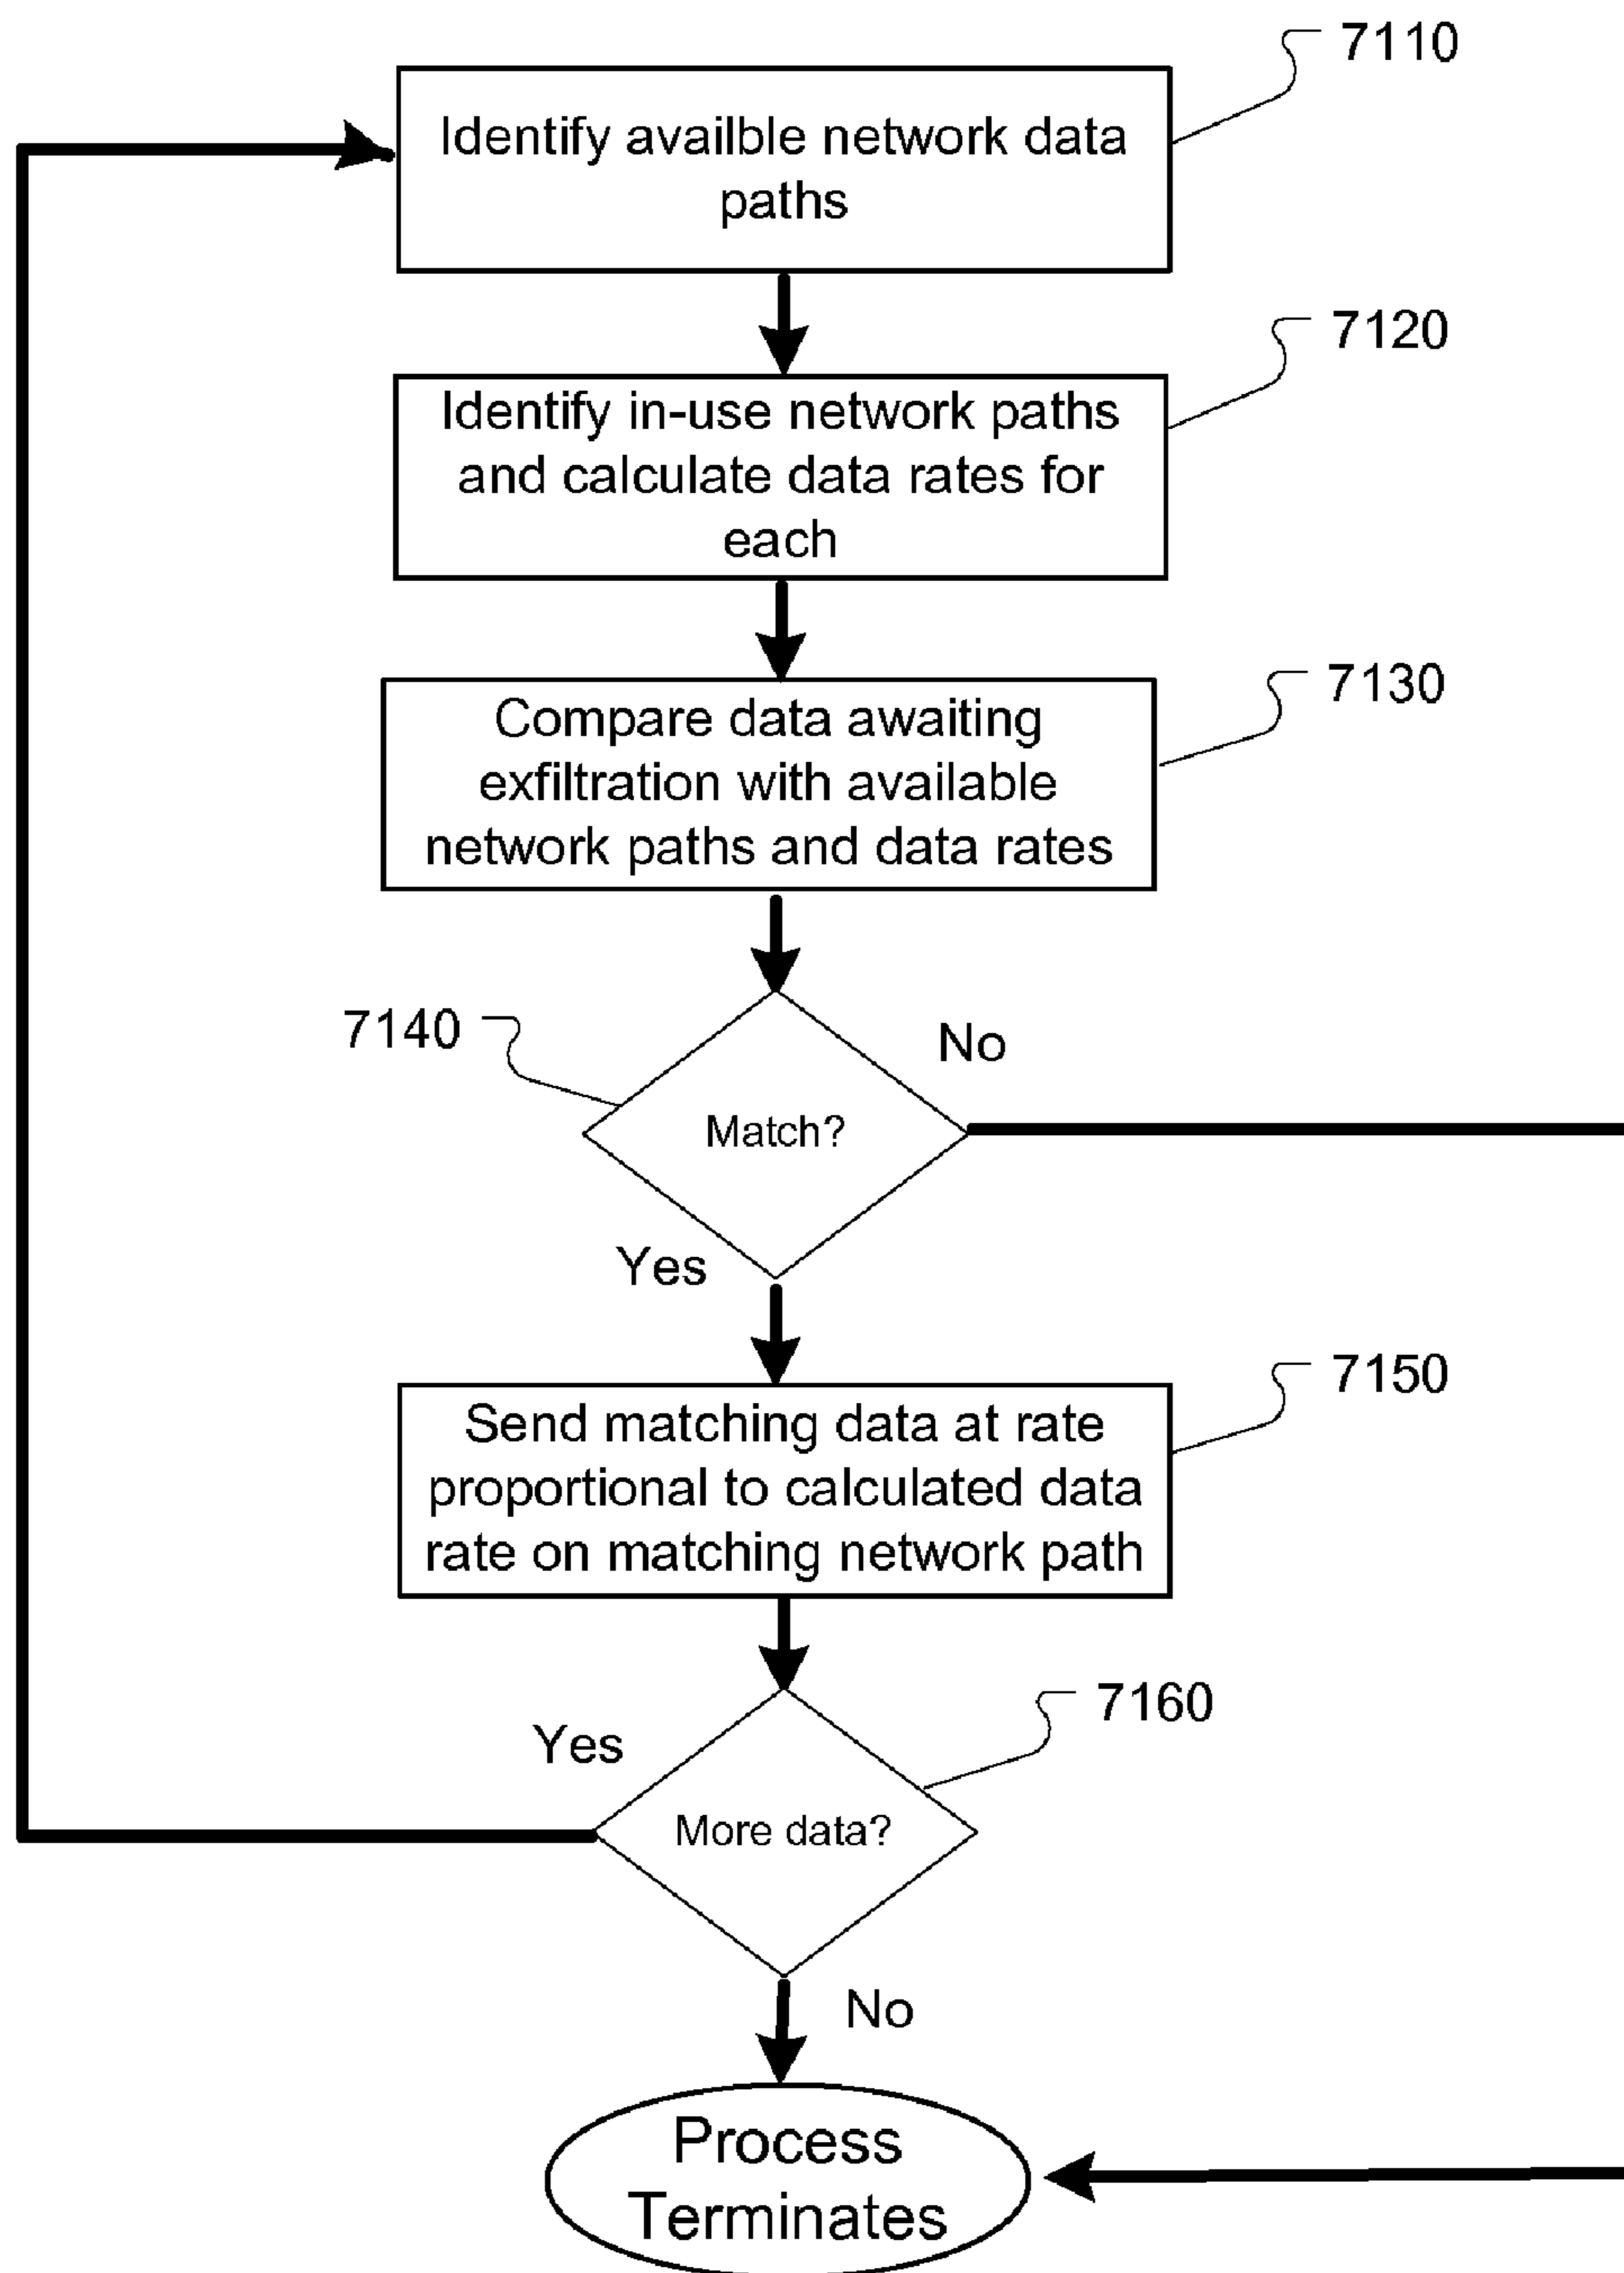 7110
Identify availble network data
paths
7120
Identify in-use network paths
and calculate data rates for
each
7130
Compare data awaiting
exfiltration with available
network paths and data rates
7140
No
Match?
Yes
7150
Send matching data at rate
proportional to calculated data
rate on matching network path
7160
Yes
More data?
No
Process
Terminates